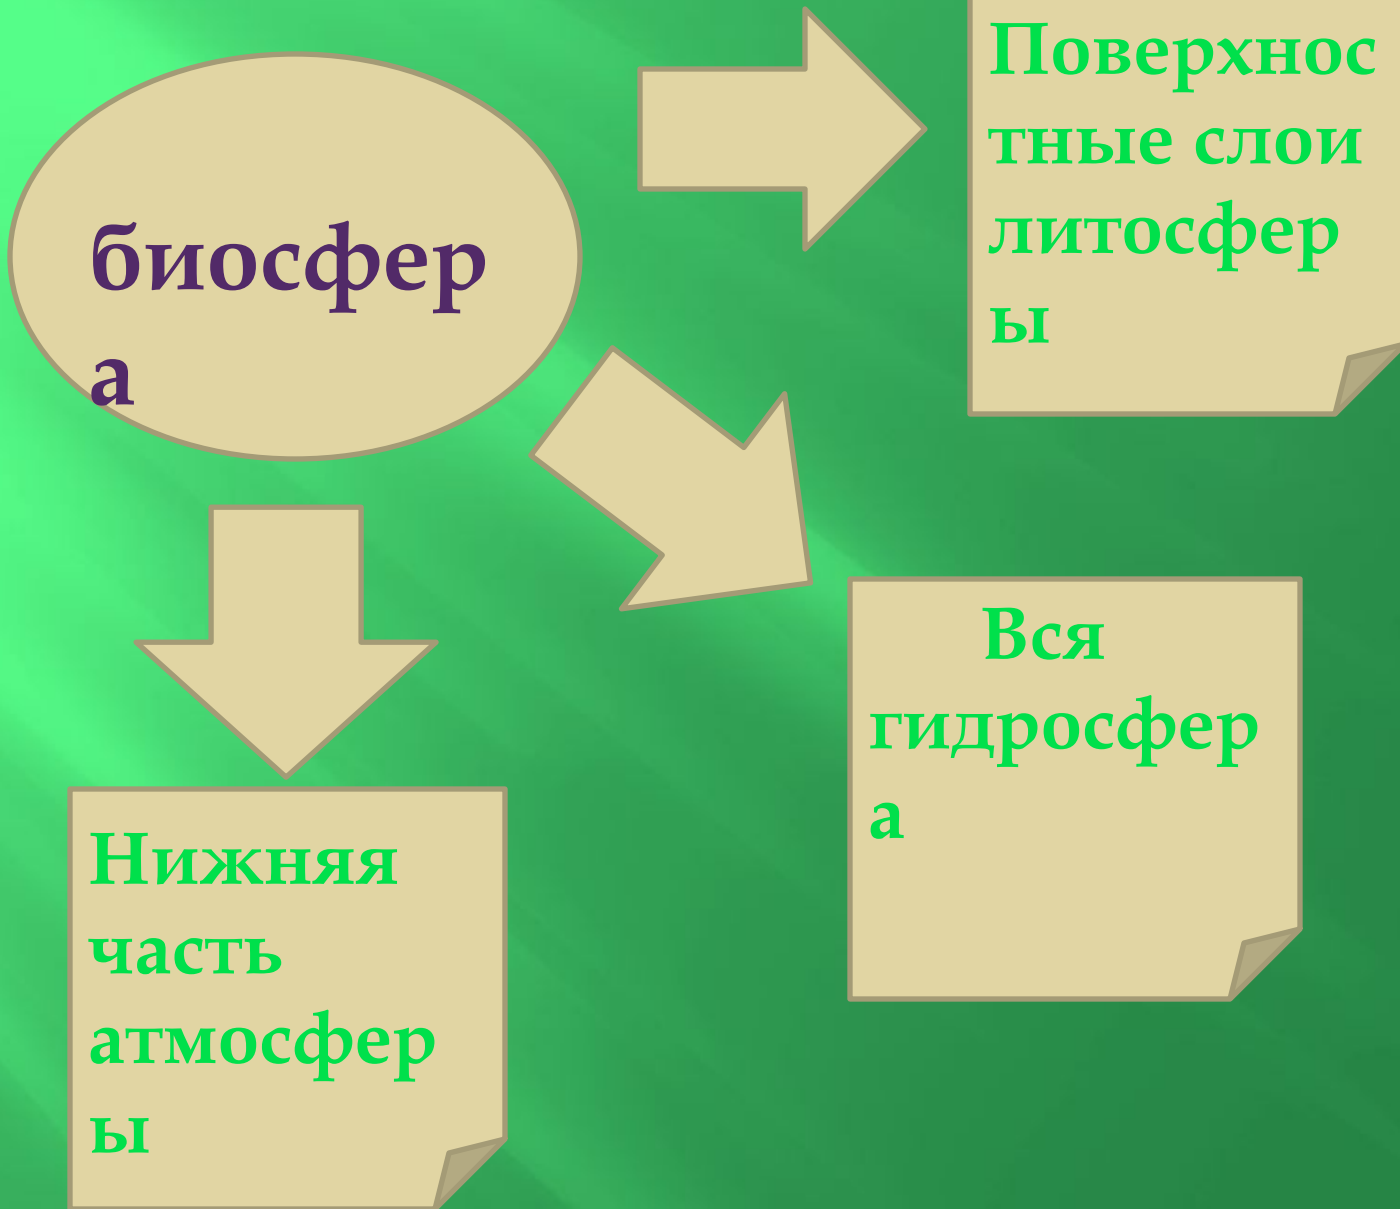 биосфер
а
Поверхнос
тные слои
литосфер
ы
Вся
гидросфер
а
Нижняя
часть
атмосфер
ы